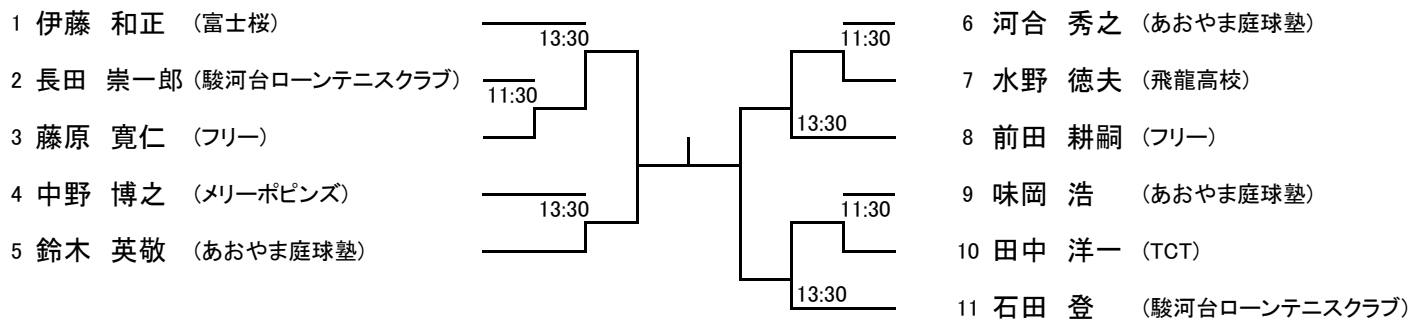 1 伊藤 和正 (富士桜)
13:30
2 長田 崇一郎 (駿河台ローンテニスクラブ)
11:30
3 藤原 寛仁 (フリー)
4 中野 博之 (メリーポピンズ)
13:30
5 鈴木 英敬 (あおやま庭球塾)
6 河合 秀之 (あおやま庭球塾)
11:30
7 水野 徳夫 (飛龍高校)
13:30
8 前田 耕嗣 (フリー)
9 味岡 浩 (あおやま庭球塾)
11:30
10 田中 洋一 (TCT)
13:30
11 石田 登 (駿河台ローンテニスクラブ)